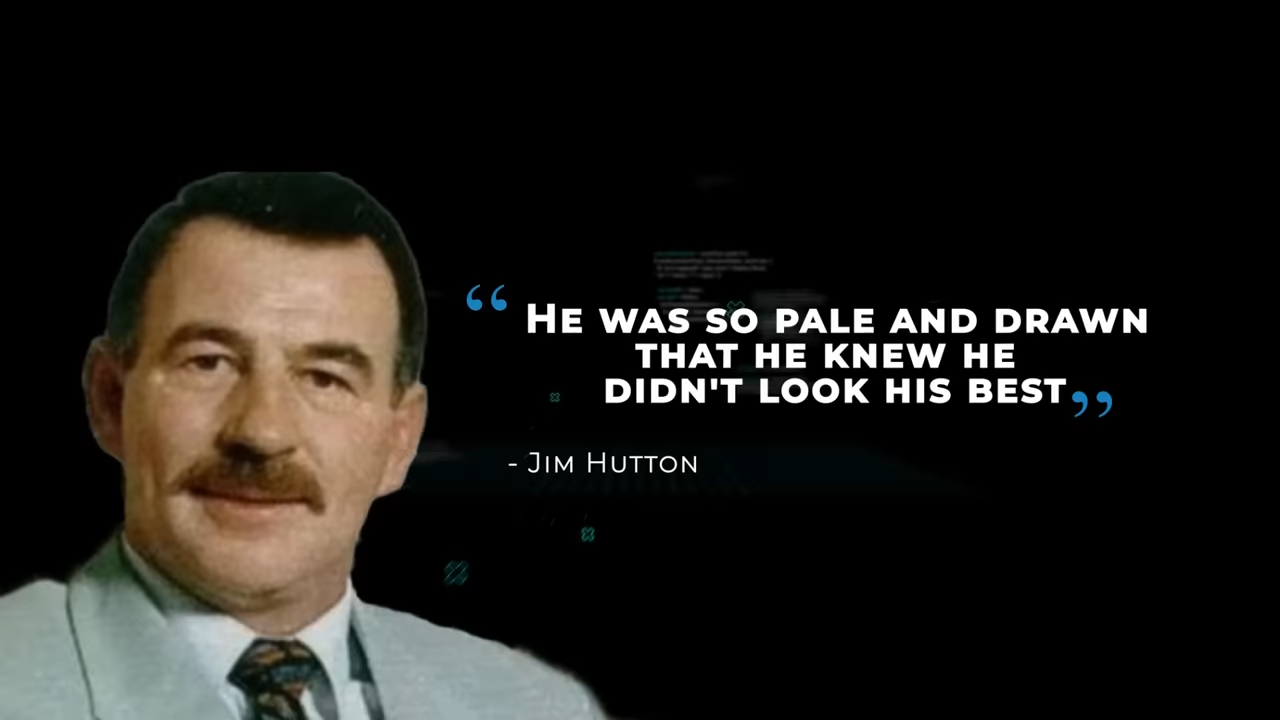 “ HE WAS SO PALE AND DRAWN
THAT HE KNEW HE
DIDN'T LOOK HIS BEST ”
- JIM HUTTON